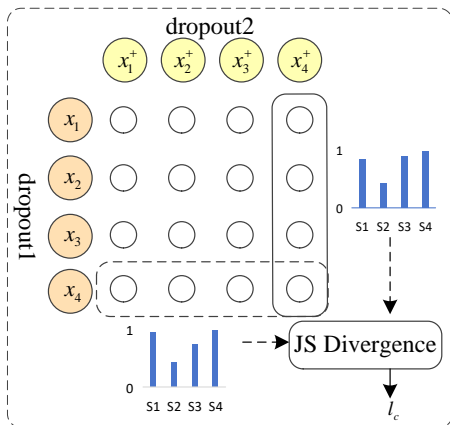 dropout2
x₁⁺ x₂⁺ x₃⁺ x₄⁺
dropout1
x₁
x₂
x₃
x₄
1
0
S1 S2 S3 S4
1
0
S1 S2 S3 S4
JS Divergence
l_c